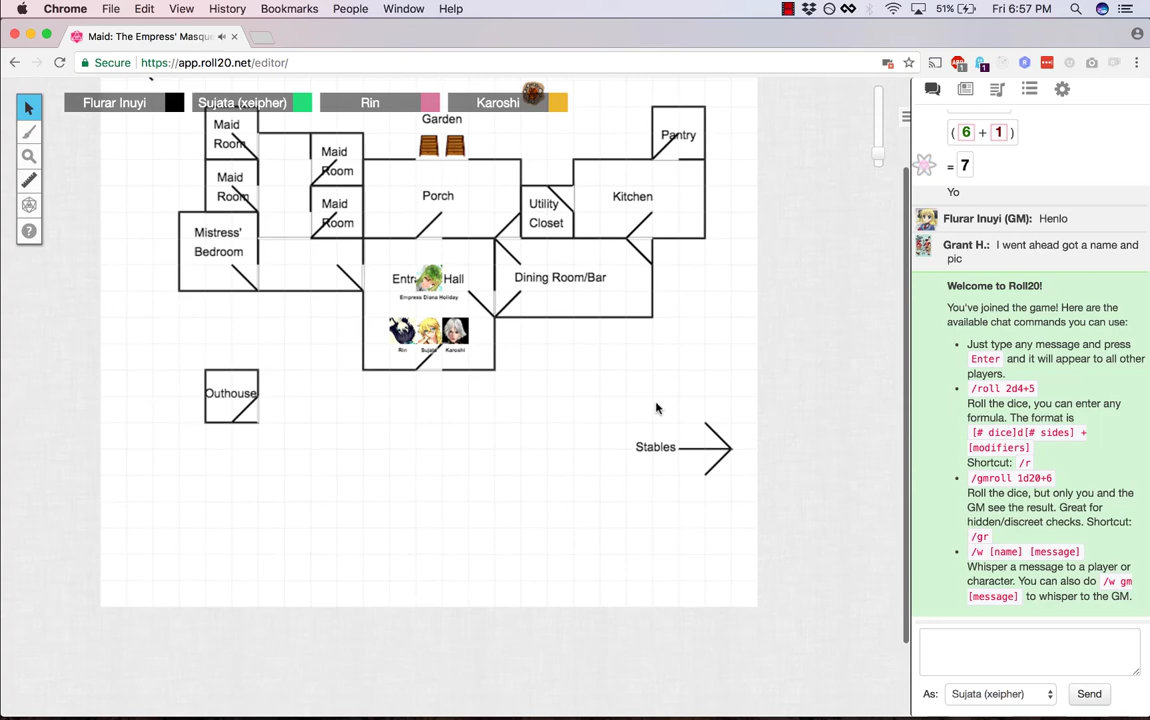 Chrome File Edit View History Bookmarks People Window Help 51% Fri 6:57 PM
Maid: The Empress' Masqu
Secure https://app.roll20.net/editor/
Flurar Inuyi Sujata (xeipher) Rin Karoshi
Garden
Maid
Room
Maid
Room
Pantry
Maid
Room
Porch
Utility
Closet
Kitchen
Maid
Room
Mistress'
Bedroom
Hall
Empress Diana Holiday
Dining Room/Bar
Rin Karoshi
Outhouse
Stables
( 6 + 1 )
= 7
Yo
Flurar Inuyi (GM): Henlo
Grant H.: I went ahead got a name and
pic
Welcome to Roll20!
You've joined the game! Here are the
available chat commands you can use:
• Just type any message and press
Enter and it will appear to all other
players.
• /roll 2d4+5
Roll the dice, you can enter any
formula. The format is
[# dice]d[# sides] +
[modifiers]
Shortcut: /r
• /gmroll 1d20+6
Roll the dice, but only you and the
GM see the result. Great for
hidden/discreet checks. Shortcut:
/gr
• /w [name] [message]
Whisper a message to a player or
character. You can also do /w gm
[message] to whisper to the GM.
As: Sujata (xeipher) Send